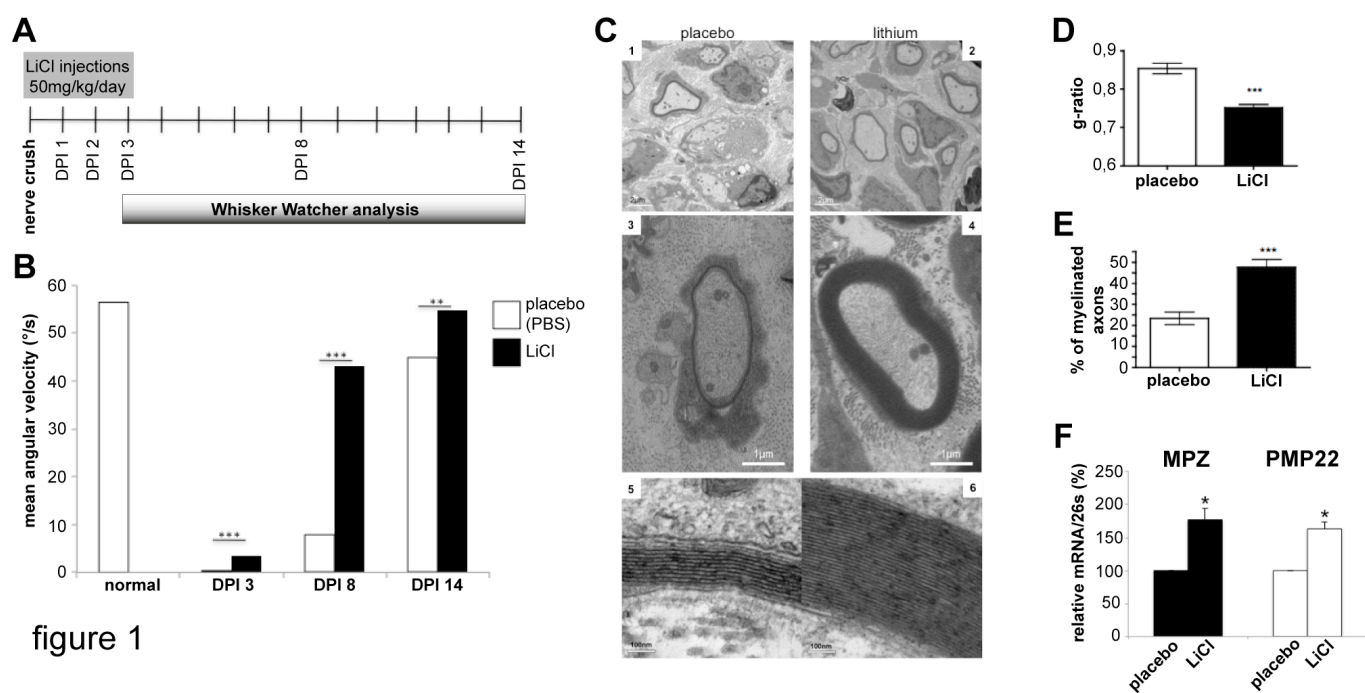 A
LiCl injections
50mg/kg/day
nerve crush
DPI 1
DPI 2
DPI 3
DPI 8
DPI 14
Whisker Watcher analysis
B
mean angular velocity (°/s)
60
50
40
30
20
10
0
***
***
**
placebo
(PBS)
LiCl
normal
DPI 3
DPI 8
DPI 14
figure 1
C
placebo
lithium
1
2
2µm
3
4
1µm
1µm
5
6
100nm
100nm
D
g-ratio
0,9
0,8
0,7
0,6
***
placebo
LiCl
E
% of myelinated
axons
50
40
30
20
10
0
***
placebo
LiCl
F
MPZ
PMP22
relative mRNA/26s (%)
250
200
150
100
50
0
*
*
placebo
LiCl
placebo
LiCl